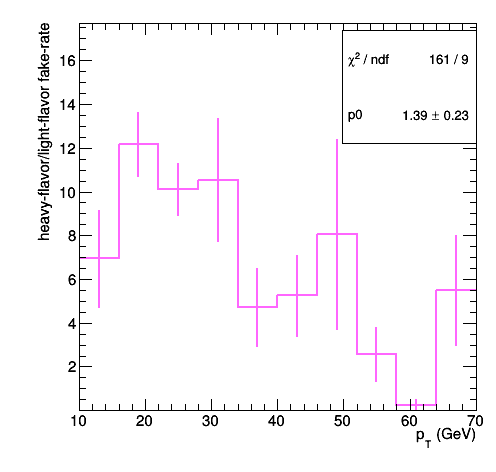 heavy-flavor/light-flavor fake-rate
χ² / ndf 161 / 9
p0 1.39 ± 0.23
16
14
12
10
8
6
4
2
10 20 30 40 50 60 70
p_T (GeV)